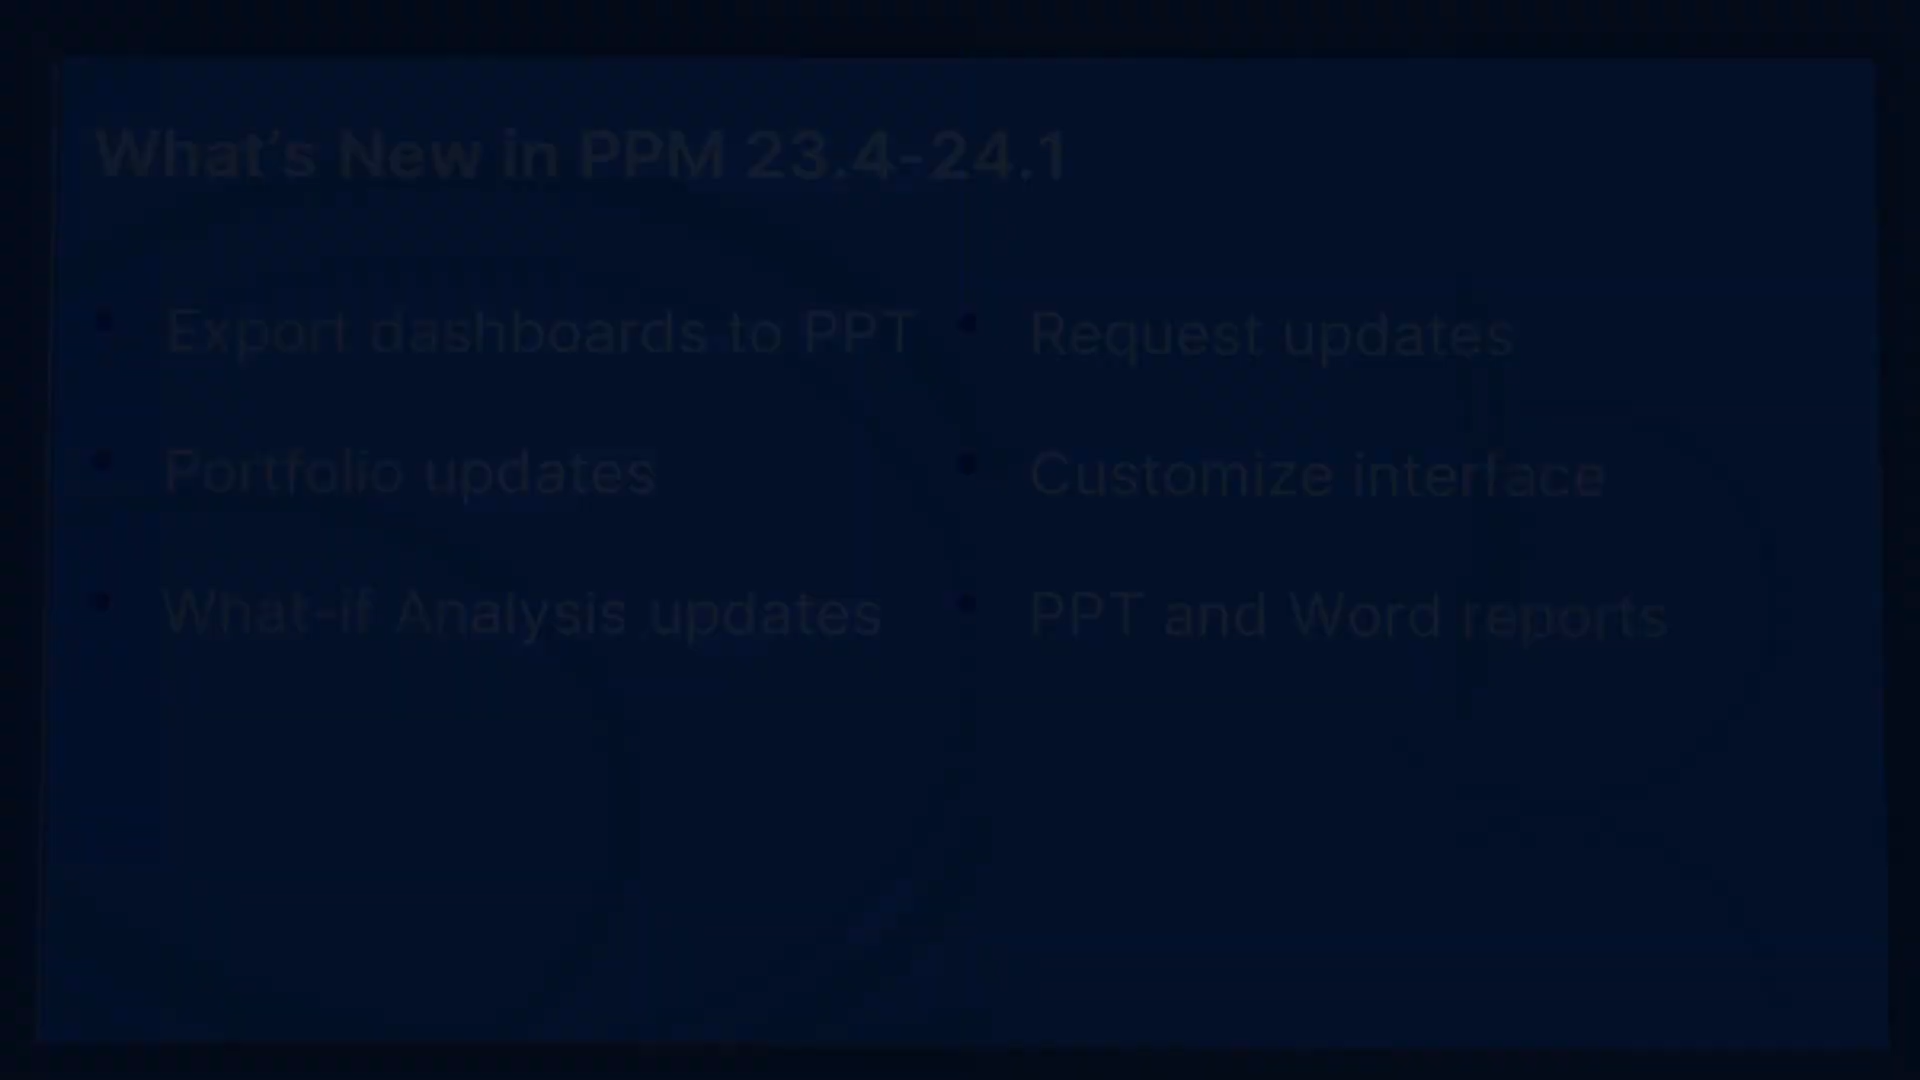 What's New in PPM 23.4-24.1
• Export dashboards to PPT
• Portfolio updates
• What-if Analysis updates
• Request updates
• Customize interface
• PPT and Word reports